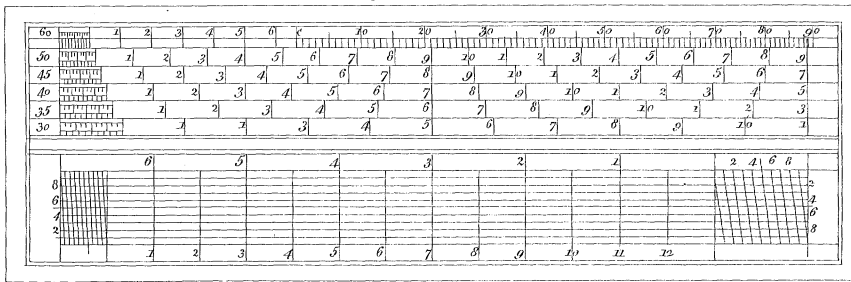 60 1 2 3 4 5 6 c 10 20 30 40 50 60 70 80 90
50 1 2 3 4 5 6 7 8 9 10 1 2 3 4 5 6 7 8 9
45 1 2 3 4 5 6 7 8 9 10 1 2 3 4 5 6 7
40 1 2 3 4 5 6 7 8 9 10 1 2 3 4 5
35 1 2 3 4 5 6 7 8 9 10 1 2 3
30 1 1 3 4 5 6 7 8 9 10 1
6 5 4 3 2 1 2 4 6 8
8 2
6 4
4 6
2 8
1 2 3 4 5 6 7 8 9 10 11 12